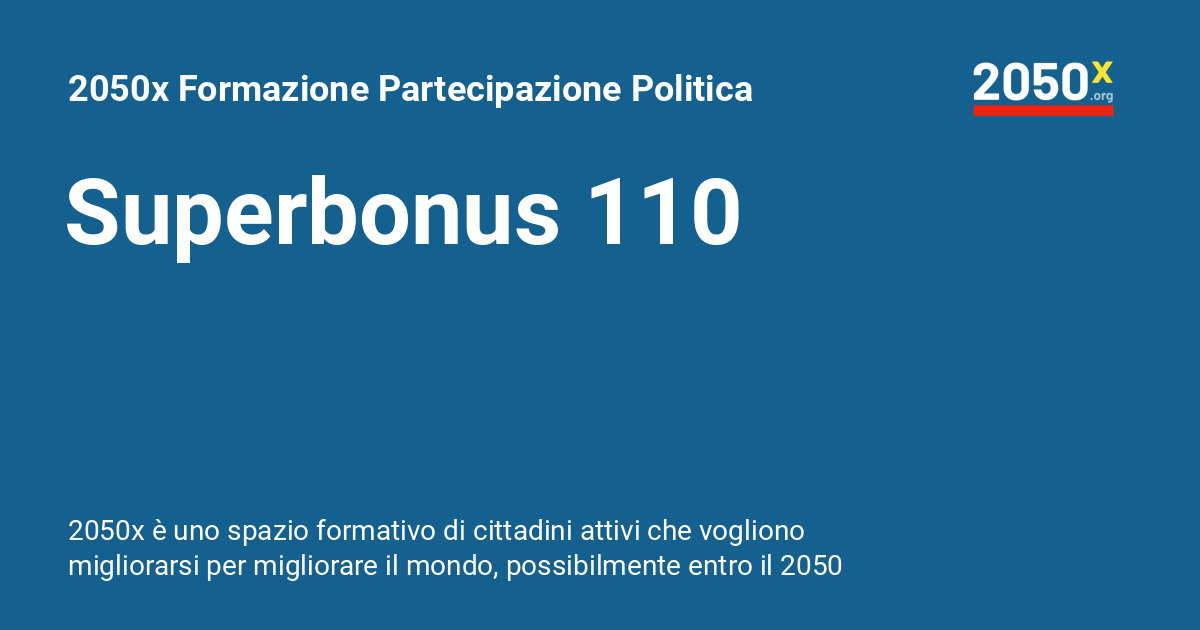 2050x Formazione Partecipazione Politica
2050x
.org
Superbonus 110
2050x è uno spazio formativo di cittadini attivi che vogliono
migliorarsi per migliorare il mondo, possibilmente entro il 2050